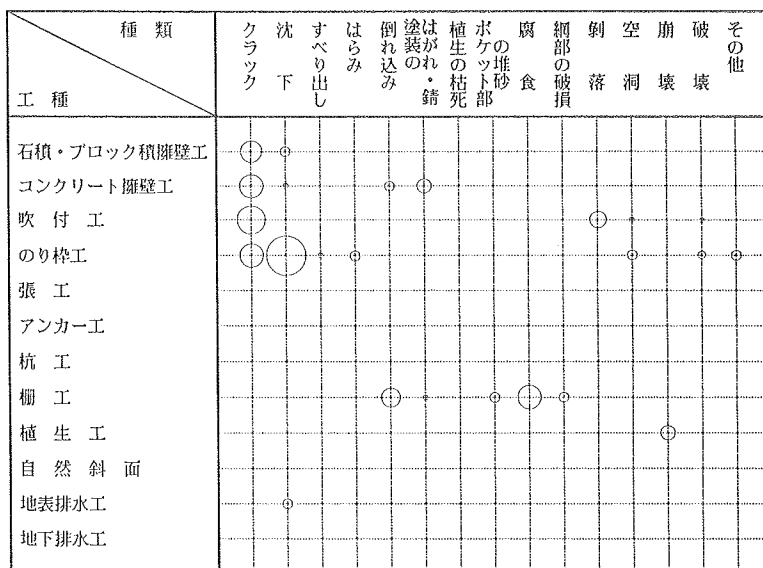 種類
工種
クラック
沈下
すべり出し
はらみ
倒れ込み
塗装の
はがれ・錆
植生の枯死
ポケット部
の堆砂
腐食
網部の破損
剝落
空洞
崩壊
破壊
その他
石積・ブロック積擁壁工
コンクリート擁壁工
吹付工
のり枠工
張工
アンカー工
杭工
柵工
植生工
自然斜面
地表排水工
地下排水工